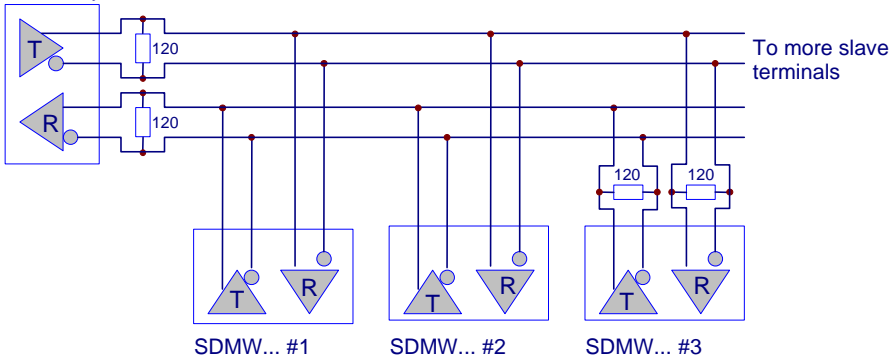 T
120
To more slave
terminals
R
120
120
120
T
R
T
R
T
R
SDMW... #1
SDMW... #2
SDMW... #3